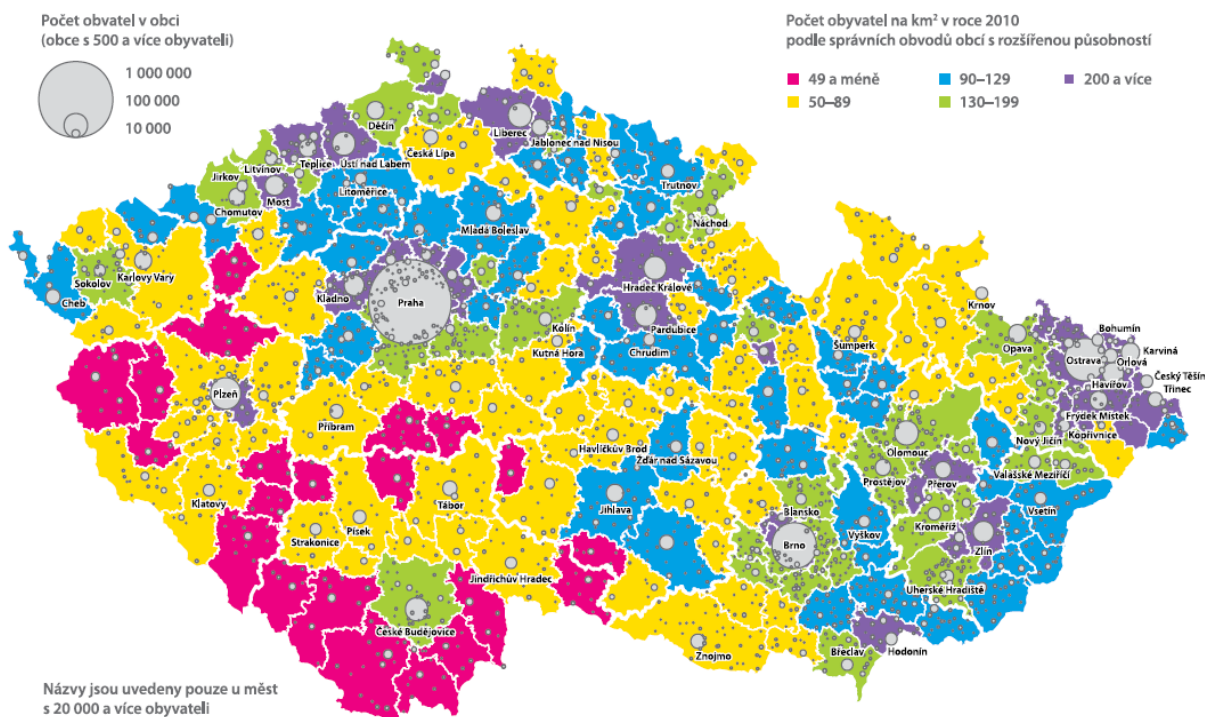 Počet obvatel v obci
(obce s 500 a více obyvateli)
1 000 000
100 000
10 000
Počet obyvatel na km² v roce 2010
podle správních obvodů obcí s rozšířenou působností
49 a méně
90–129
200 a více
50–89
130–199
Děčín
Liberec
Jablonec nad Nisou
Teplice
Ústí nad Labem
Česká Lípa
Litvínov
Jirkov
Most
Litoměřice
Trutnov
Chomutov
Mladá Boleslav
Náchod
Sokolov
Karlovy Vary
Cheb
Kladno
Praha
Hradec Králové
Krnov
Kolín
Pardubice
Kutná Hora
Chrudim
Šumperk
Opava
Bohumín
Karviná
Ostrava
Orlová
Český Těšín
Havířov
Třinec
Plzeň
Příbram
Frýdek Místek
Nový Jičín
Kopřivnice
Havlíčkův Brod
Žďár nad Sázavou
Olomouc
Valašské Meziříčí
Klatovy
Tábor
Jihlava
Prostějov
Přerov
Blansko
Vsetín
Písek
Strakonice
Brno
Vyškov
Kroměříž
Zlín
Jindřichův Hradec
Uherské Hradiště
České Budějovice
Znojmo
Břeclav
Hodonín
Názvy jsou uvedeny pouze u měst
s 20 000 a více obyvateli